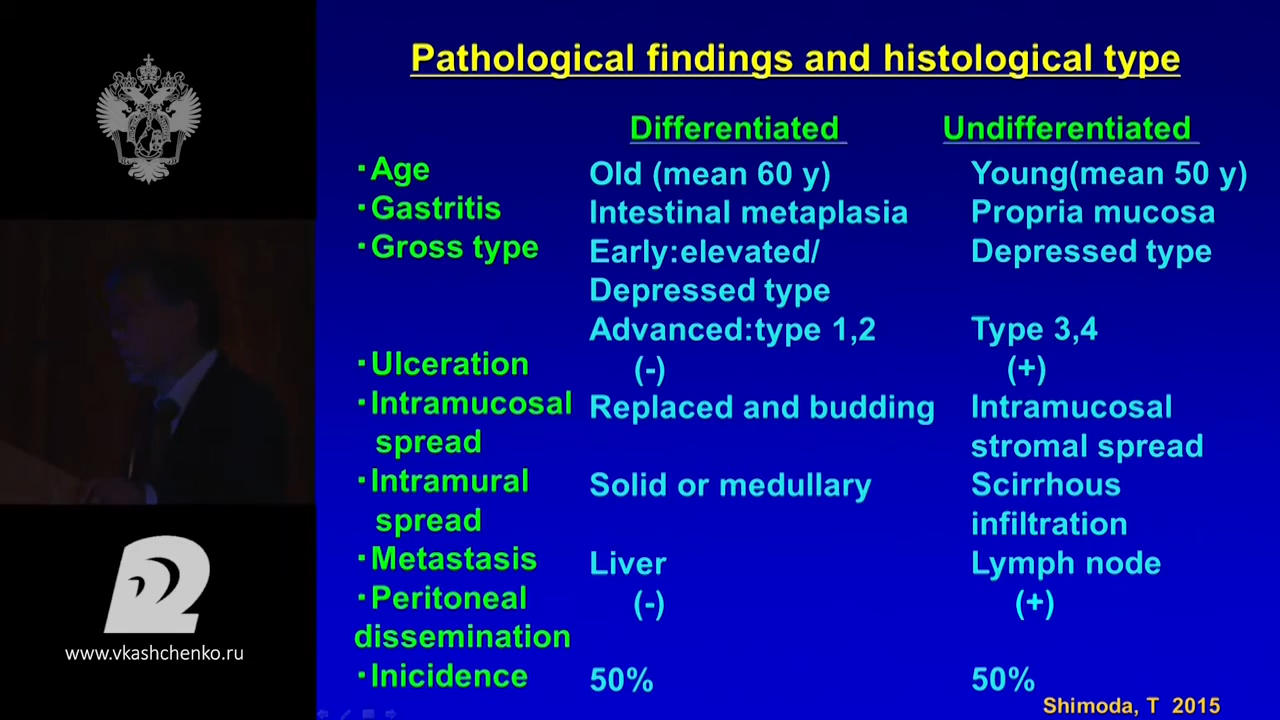 Pathological findings and histological type
Differentiated Undifferentiated
・Age Old (mean 60 y) Young(mean 50 y)
・Gastritis Intestinal metaplasia Propria mucosa
・Gross type Early:elevated/ Depressed type
Depressed type
Advanced:type 1,2 Type 3,4
・Ulceration (-) (+)
・Intramucosal Replaced and budding Intramucosal
spread stromal spread
・Intramural Solid or medullary Scirrhous
spread infiltration
・Metastasis Liver Lymph node
・Peritoneal (-) (+)
dissemination
・Inicidence 50% 50%
Shimoda, T 2015
www.vkashchenko.ru